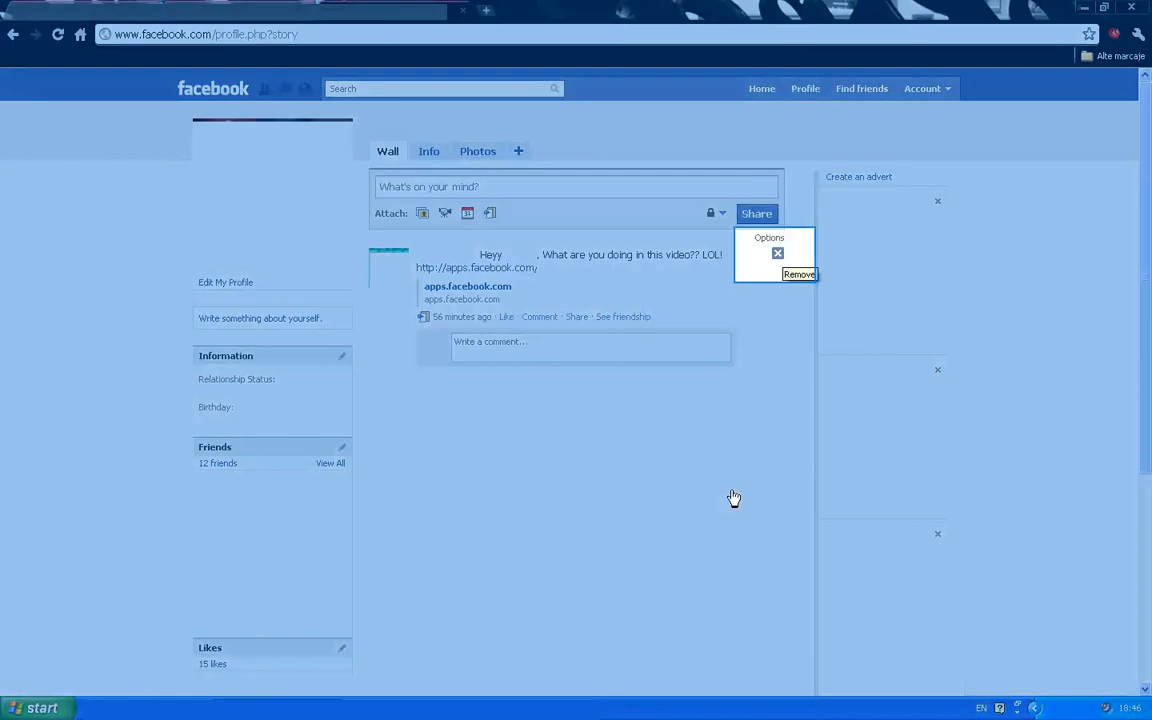 www.facebook.com/profile.php?story
Alte marcaje
facebook
Search
Home Profile Find friends Account
Wall Info Photos +
What's on your mind?
Create an advert
Attach: 31 Share
Options
Heyy , What are you doing in this video?? LOL!
http://apps.facebook.com/
Remove
apps.facebook.com
apps.facebook.com
56 minutes ago · Like · Comment · Share · See friendship
Write a comment...
Edit My Profile
Write something about yourself.
Information
Relationship Status:
Birthday:
Friends
12 friends View All
Likes
15 likes
start EN 18:46